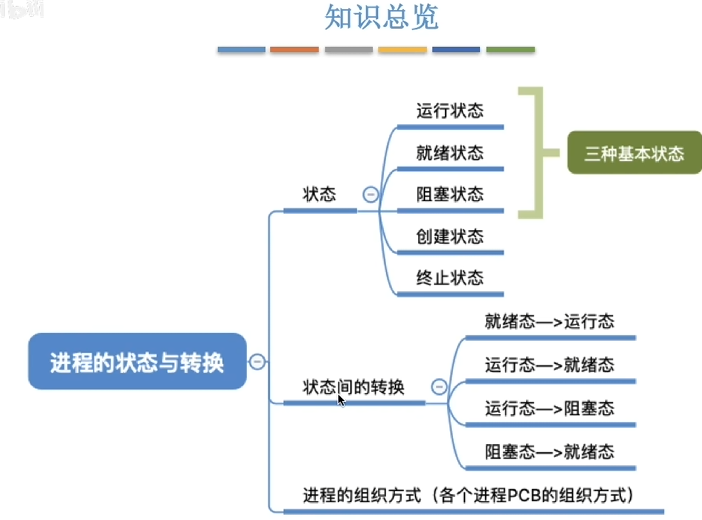 知识总览
运行状态
就绪状态
三种基本状态
状态
阻塞状态
创建状态
终止状态
进程的状态与转换
就绪态—>运行态
运行态—>就绪态
状态间的转换
运行态—>阻塞态
阻塞态—>就绪态
进程的组织方式（各个进程PCB的组织方式）